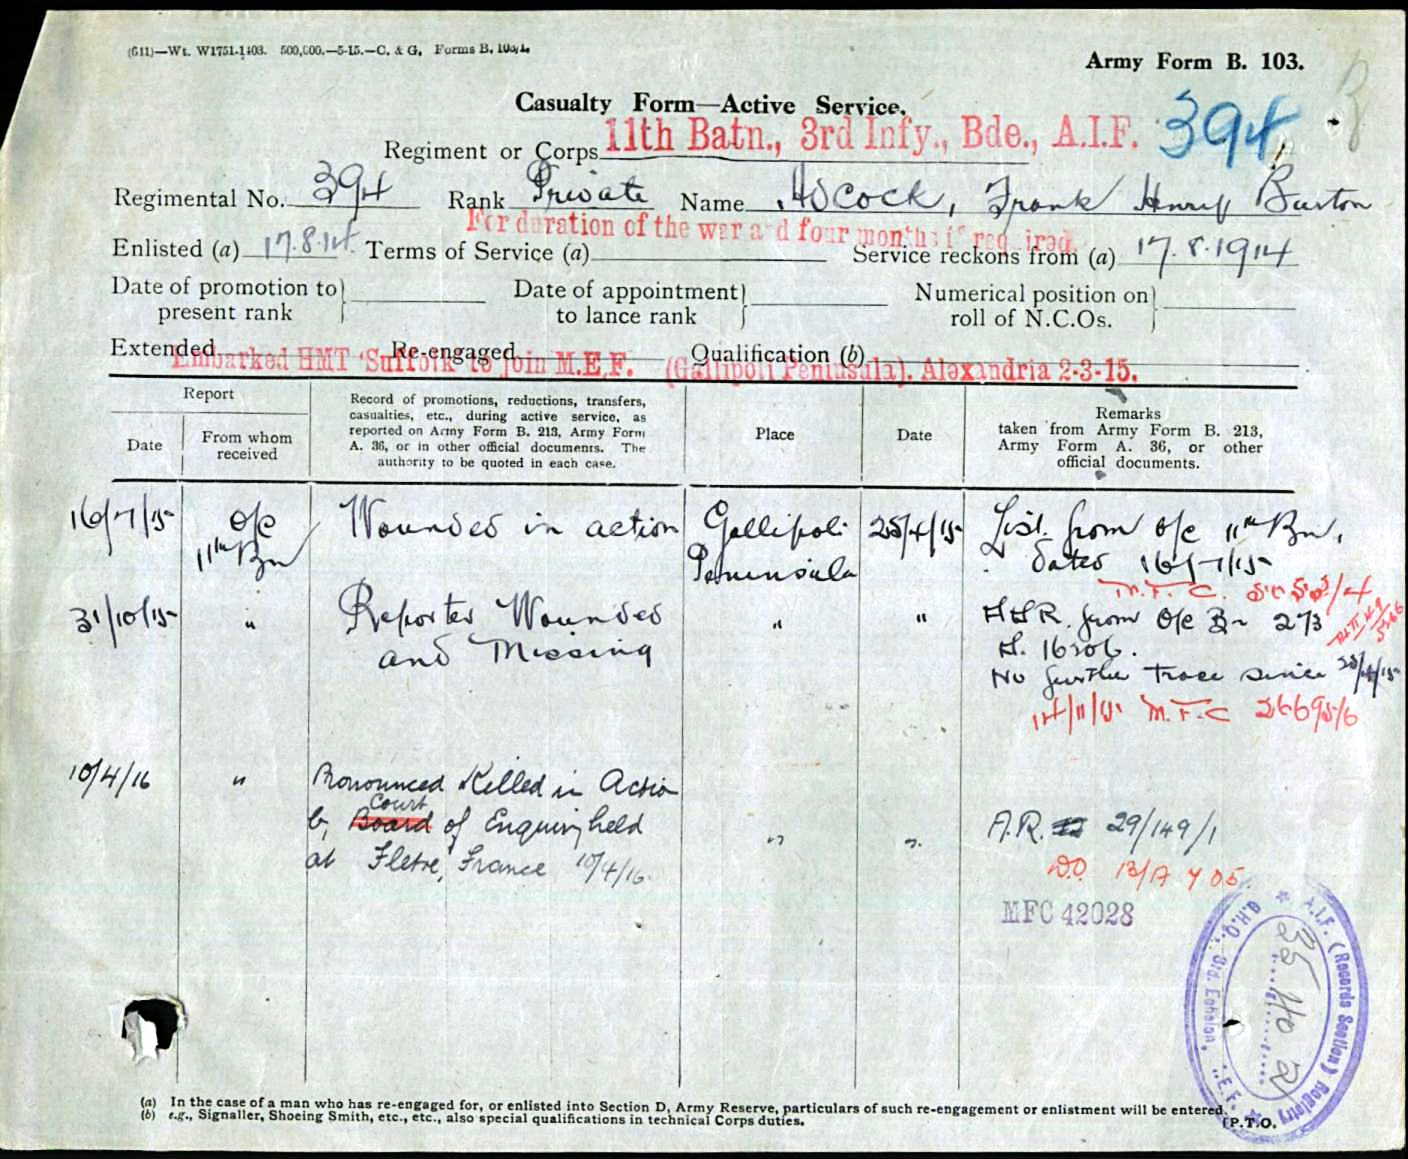 (611)—Wt. W1751-1103. 500,000.—5-15.—C. & G. Forms B. 103/1.
Army Form B. 103.
Casualty Form—Active Service.
Regiment or Corps 11th Batn., 3rd Infy., Bde., A.I.F. 394
Regimental No. 394 Rank Private Name Adcock, Frank Henry Burton
For duration of the war and four months if required.
Enlisted (a) 17.8.14. Terms of Service (a) Service reckons from (a) 17.8.1914
Date of promotion to present rank Date of appointment to lance rank Numerical position on roll of N.C.Os.
Extended Re-engaged Qualification (b)
Embarked HMT 'Suffolk' to join M.E.F. (Gallipoli Peninsula). Alexandria 2-3-15.
Report
Date
From whom received
Record of promotions, reductions, transfers,
casualties, etc., during active service, as
reported on Army Form B. 213, Army Form
A. 36, or in other official documents. The
authority to be quoted in each case.
Place
Date
Remarks
taken from Army Form B. 213,
Army Form A. 36, or other
official documents.
16/7/15 O/C 11th Bn Wounded in action Gallipoli Peninsula 25/4/15 List from O/C 11th Bn,
dated 16/7/15
M.F.C.
31/10/15 " Reported Wounded and Missing " " from O/C Bn 273
No further trace since 25/4/15
14/11/15 M.F.C 26695/6
10/4/16 " Pronounced Killed in Action
by Board Court of Enquiry held
at Fletre, France 10/4/16
" " A.R. 29/149/1
D.O. 13/A 405
MFC 42028
A.I.F. (Records Section) Registry
G.H.Q. 3rd Echelon, M.E.F.
(a) In the case of a man who has re-engaged for, or enlisted into Section D, Army Reserve, particulars of such re-engagement or enlistment will be entered.
(b) e.g., Signaller, Shoeing Smith, etc., etc., also special qualifications in technical Corps duties.
[P.T.O.